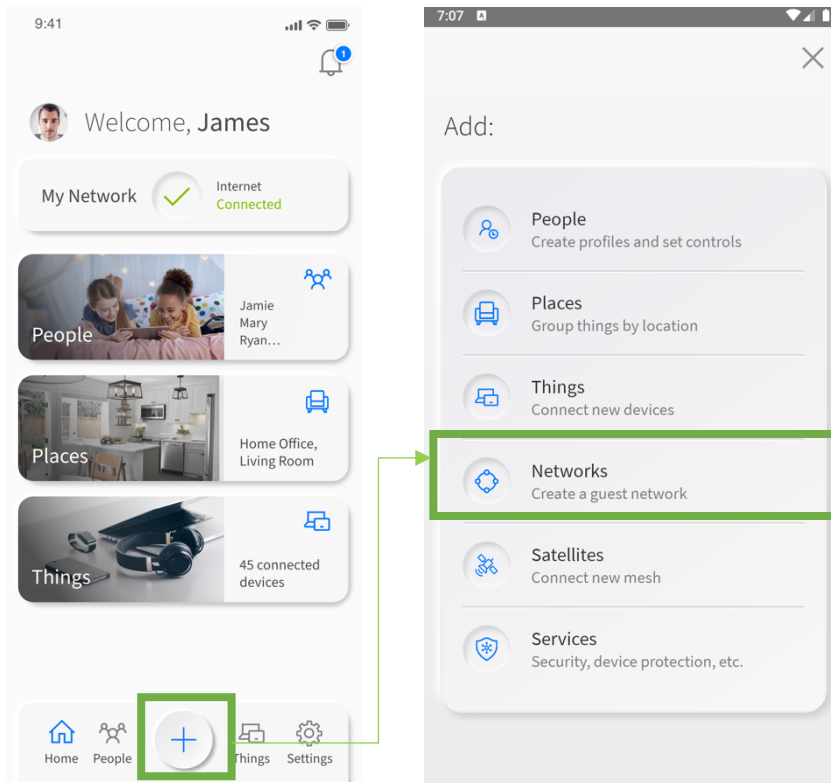 9:41
1
Welcome, James
My Network
Internet
Connected
People
Jamie
Mary
Ryan...
Places
Home Office,
Living Room
Things
45 connected
devices
Home
People
Things
Settings
7:07
A
Add:
People
Create profiles and set controls
Places
Group things by location
Things
Connect new devices
Networks
Create a guest network
Satellites
Connect new mesh
Services
Security, device protection, etc.